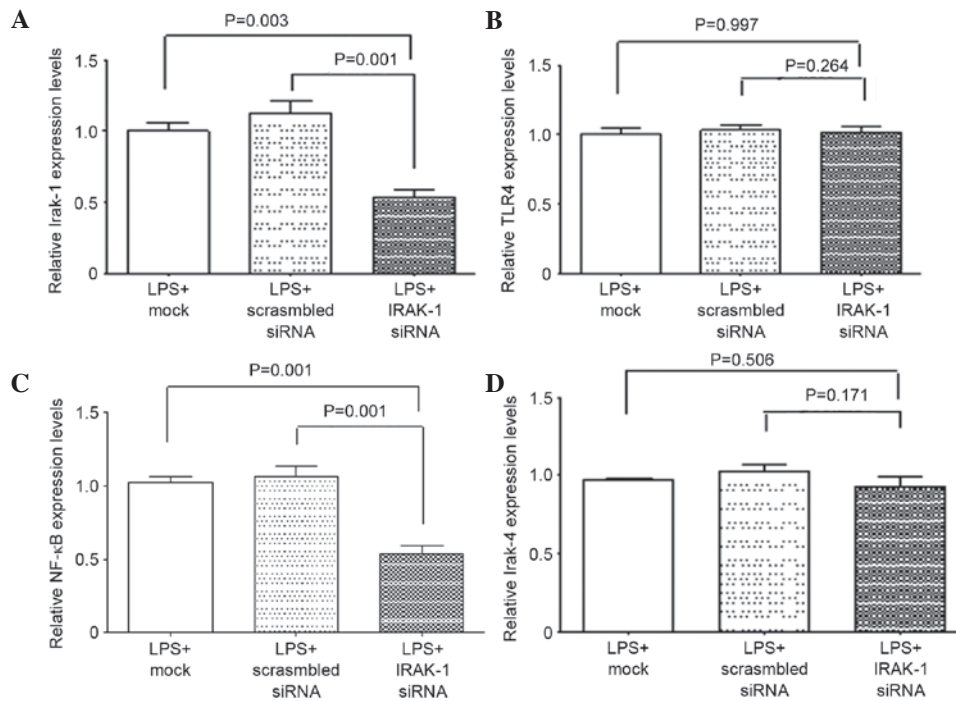 A
P=0.003
P=0.001
Relative Irak-1 expression levels
1.5
1.0
0.5
0
LPS+ LPS+ LPS+
mock scrasmbled IRAK-1
siRNA siRNA
B
P=0.997
P=0.264
Relative TLR4 expression levels
1.5
1.0
0.5
0
LPS+ LPS+ LPS+
mock scrasmbled IRAK-1
siRNA siRNA
C
P=0.001
P=0.001
Relative NF-κB expression levels
1.5
1.0
0.5
0
LPS+ LPS+ LPS+
mock scrasmbled IRAK-1
siRNA siRNA
D
P=0.506
P=0.171
Relative Irak-4 expression levels
1.5
1.0
0.5
0
LPS+ LPS+ LPS+
mock scrasmbled IRAK-1
siRNA siRNA